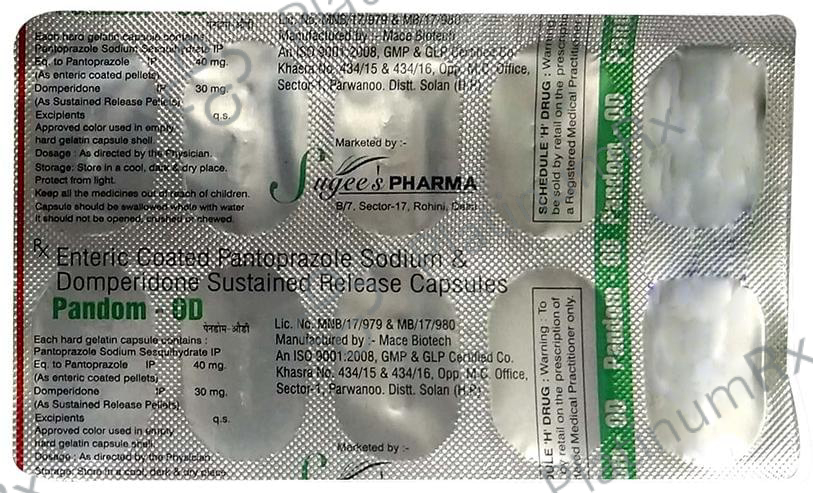 पेनडोम-औडी
Each hard gelatin capsule contains
Pantoprazole Sodium Sesquihydrate IP
Eq. to Pantoprazole IP 40 mg.
(As enteric coated pellets)
Domperidone IP 30 mg.
(As Sustained Release Pellets)
Excipients q.s.
Approved color used in empty
hard gelatin capsule shell.
Dosage : As directed by the Physician.
Storage: Store in a cool, dark & dry place.
Protect from light.
Keep all the medicines out of reach of children.
Capsule should be swallowed whole with water
It should not be opened, crushed or chewed.
Lic. No. MNB/17/979 & MB/17/980
Manufactured by :- Mace Biotech
An ISO 9001:2008, GMP & GLP Certified Co.
Khasra No. 434/15 & 434/16, Opp. M.C. Office,
Sector-1, Parwanoo. Distt. Solan (H.P.)
Marketed by :-
Sugee's PHARMA
B/7, Sector-17, Rohini, Delhi
SCHEDULE 'H' DRUG : Warning
be sold by retail on the prescription
a Registered Medical Practitioner
Pandom - OD
Rx Enteric Coated Pantoprazole Sodium &
Domperidone Sustained Release Capsules
Pandom - OD
पेनडोम-औडी
Each hard gelatin capsule contains :
Pantoprazole Sodium Sesquihydrate IP
Eq. to Pantoprazole IP 40 mg.
(As enteric coated pellets)
Domperidone IP 30 mg.
(As Sustained Release Pellets)
Excipients q.s.
Approved color used in empty
hard gelatin capsule shell.
Dosage : As directed by the Physician.
Storage: Store in a cool, dark & dry place
Lic. No. MNB/17/979 & MB/17/980
Manufactured by :- Mace Biotech
An ISO 9001:2008, GMP & GLP Certified Co.
Khasra No. 434/15 & 434/16, Opp. M.C. Office,
Sector-1, Parwanoo. Distt. Solan (H.P.)
Marketed by :-
'H' DRUG : Warning : To
by retail on the prescription of
Medical Practitioner only.
Pandom - OD
OD
PlatinumRx